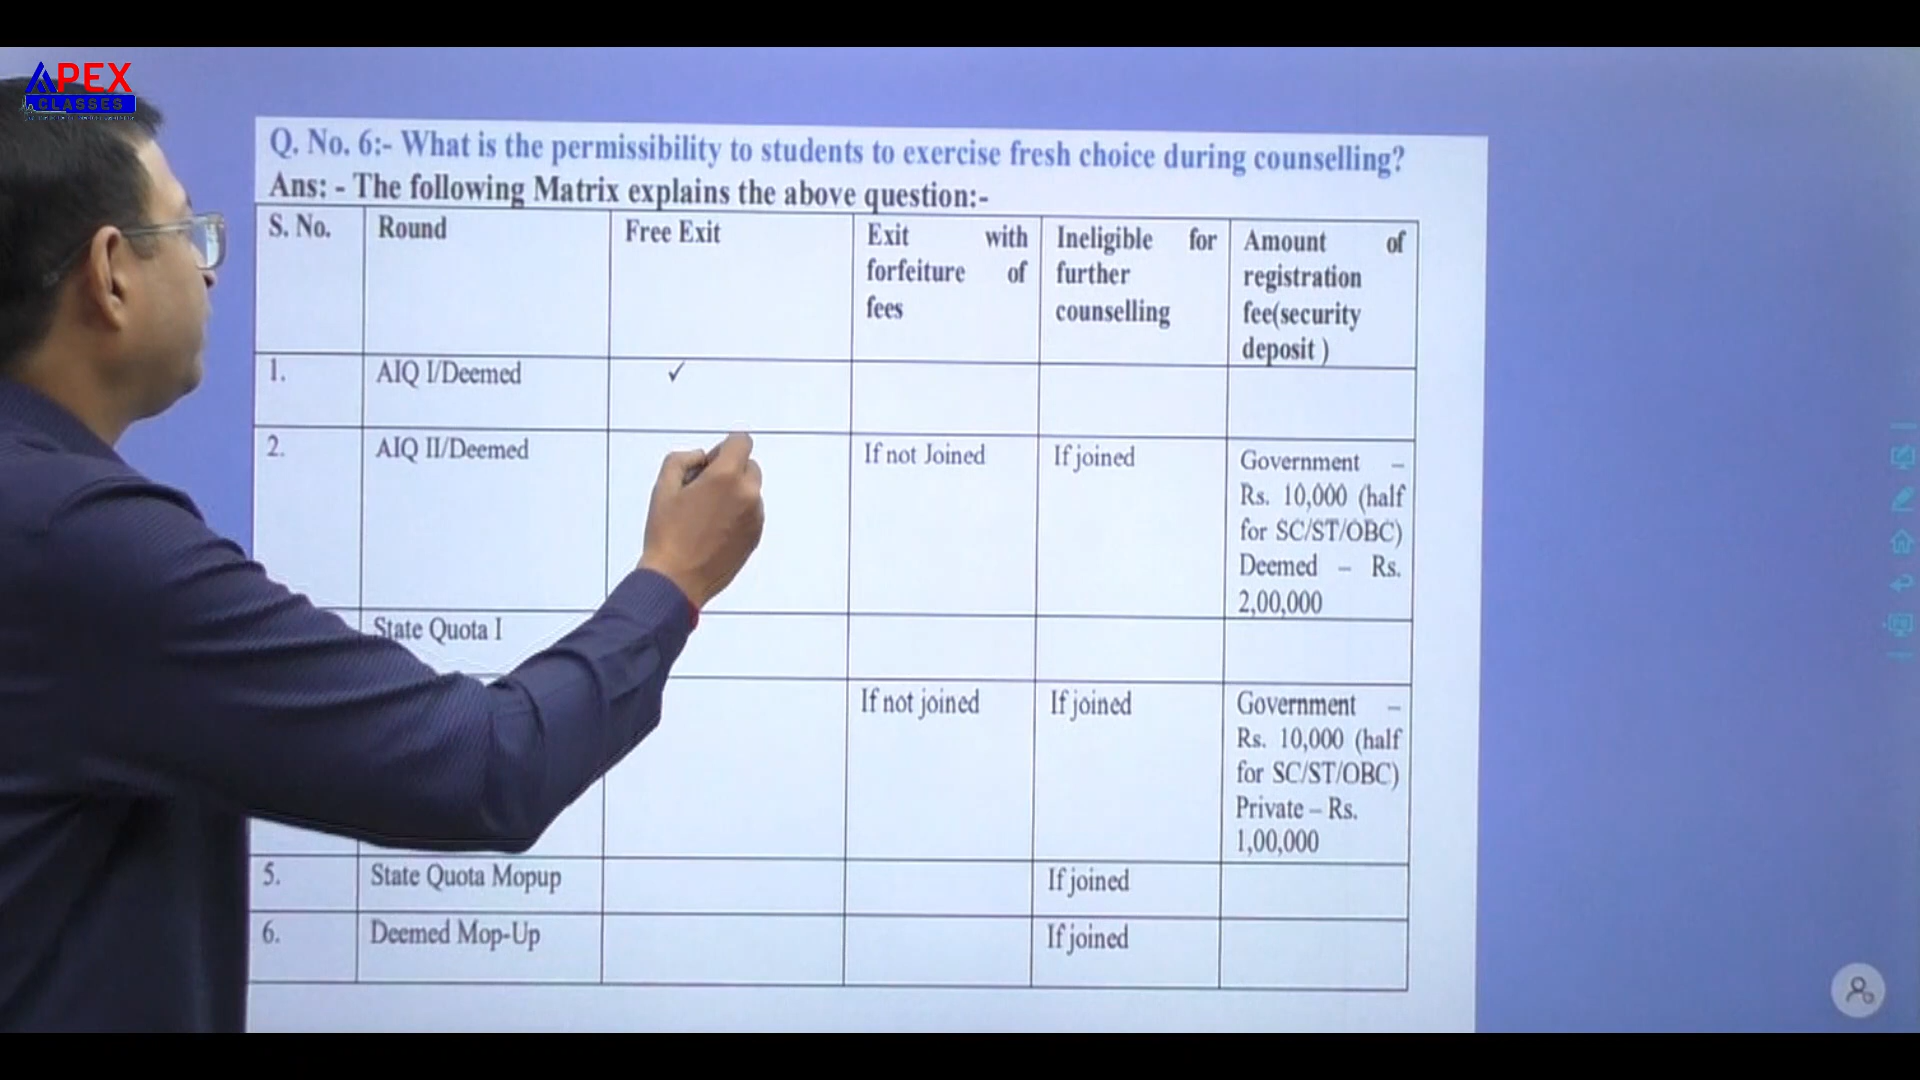 APEX
CLASSES
Q. No. 6:- What is the permissibility to students to exercise fresh choice during counselling?
Ans: - The following Matrix explains the above question:-
S. No. Round Free Exit Exit with forfeiture of fees Ineligible for further counselling Amount of registration fee(security deposit )
1. AIQ I/Deemed ✓
2. AIQ II/Deemed If not Joined If joined Government – Rs. 10,000 (half for SC/ST/OBC) Deemed – Rs. 2,00,000
State Quota I
If not joined If joined Government – Rs. 10,000 (half for SC/ST/OBC) Private – Rs. 1,00,000
5. State Quota Mopup If joined
6. Deemed Mop-Up If joined